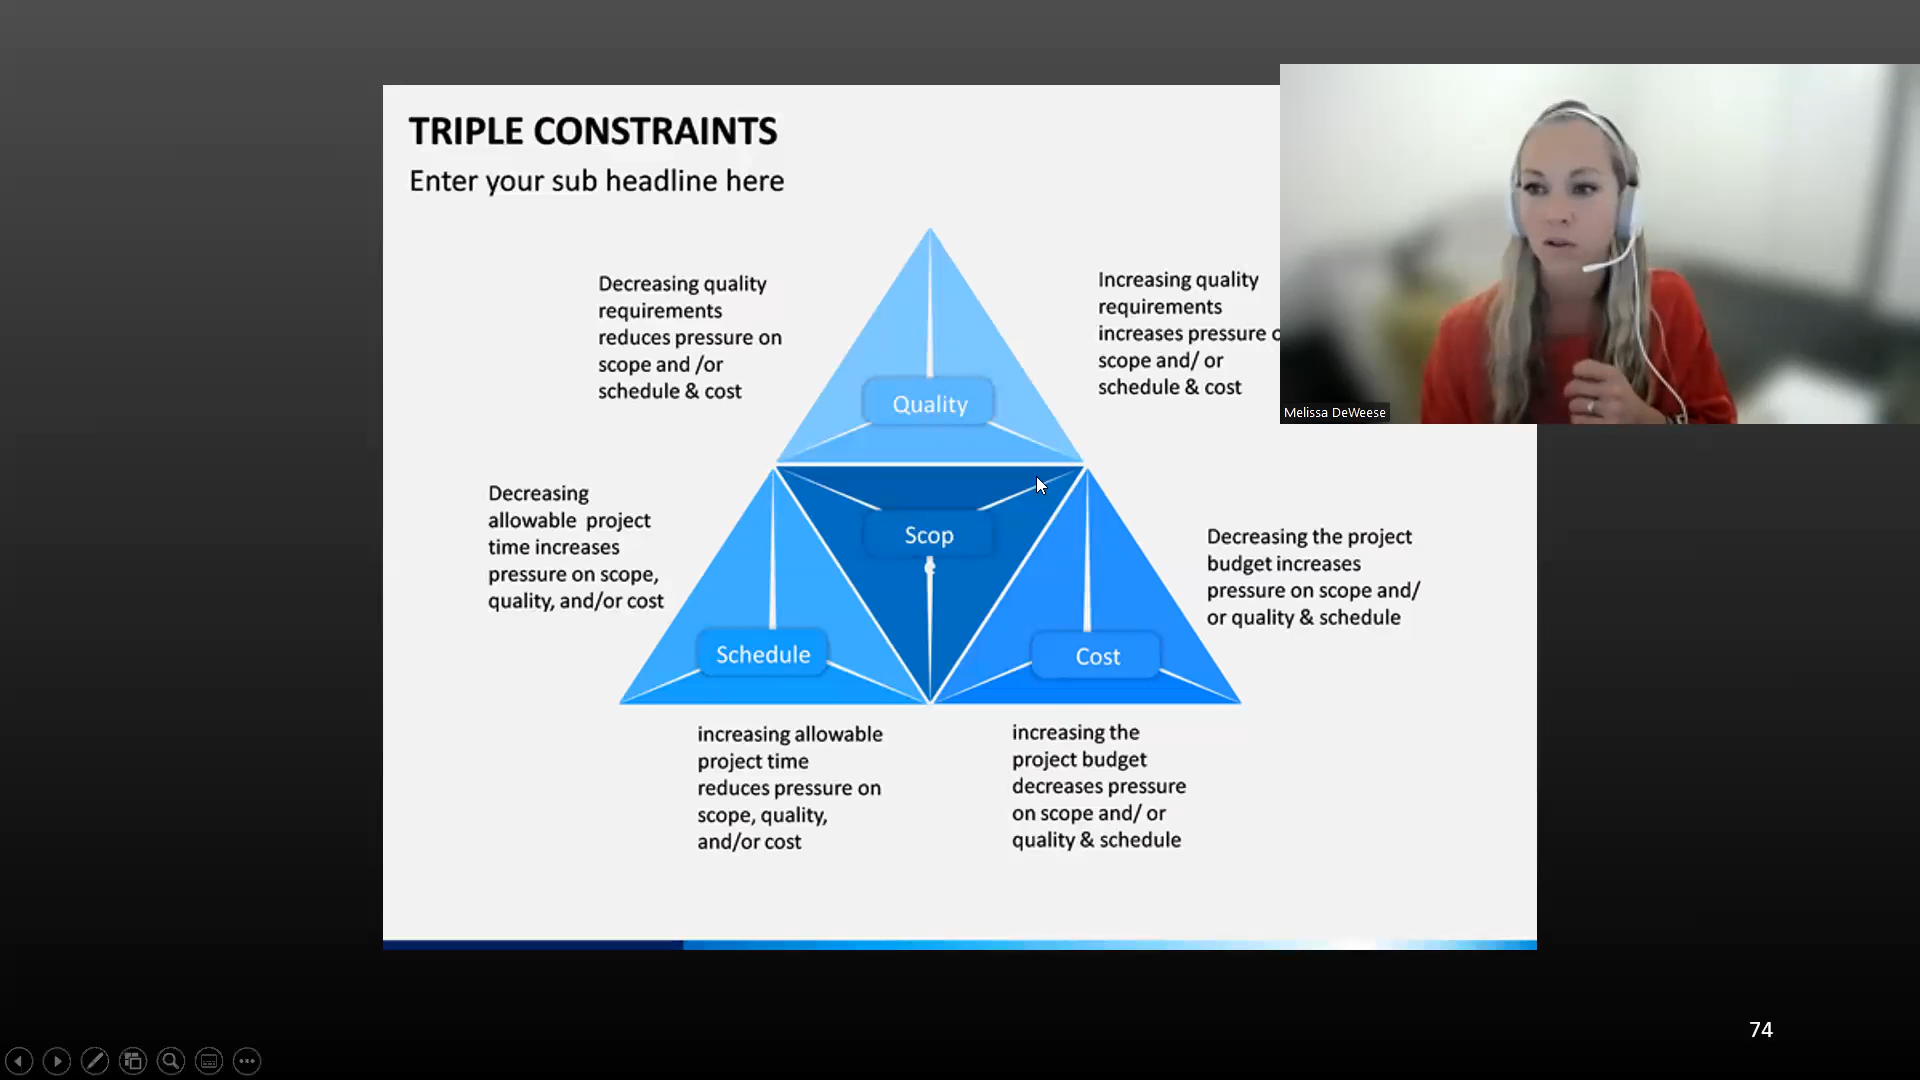 TRIPLE CONSTRAINTS
Enter your sub headline here
Decreasing quality
requirements
reduces pressure on
scope and /or
schedule & cost
Increasing quality
requirements
increases pressure
scope and/ or
schedule & cost
Melissa DeWeese
Quality
Decreasing
allowable project
time increases
pressure on scope,
quality, and/or cost
Scop
e
Decreasing the project
budget increases
pressure on scope and/
or quality & schedule
Schedule
Cost
increasing allowable
project time
reduces pressure on
scope, quality,
and/or cost
increasing the
project budget
decreases pressure
on scope and/ or
quality & schedule
74